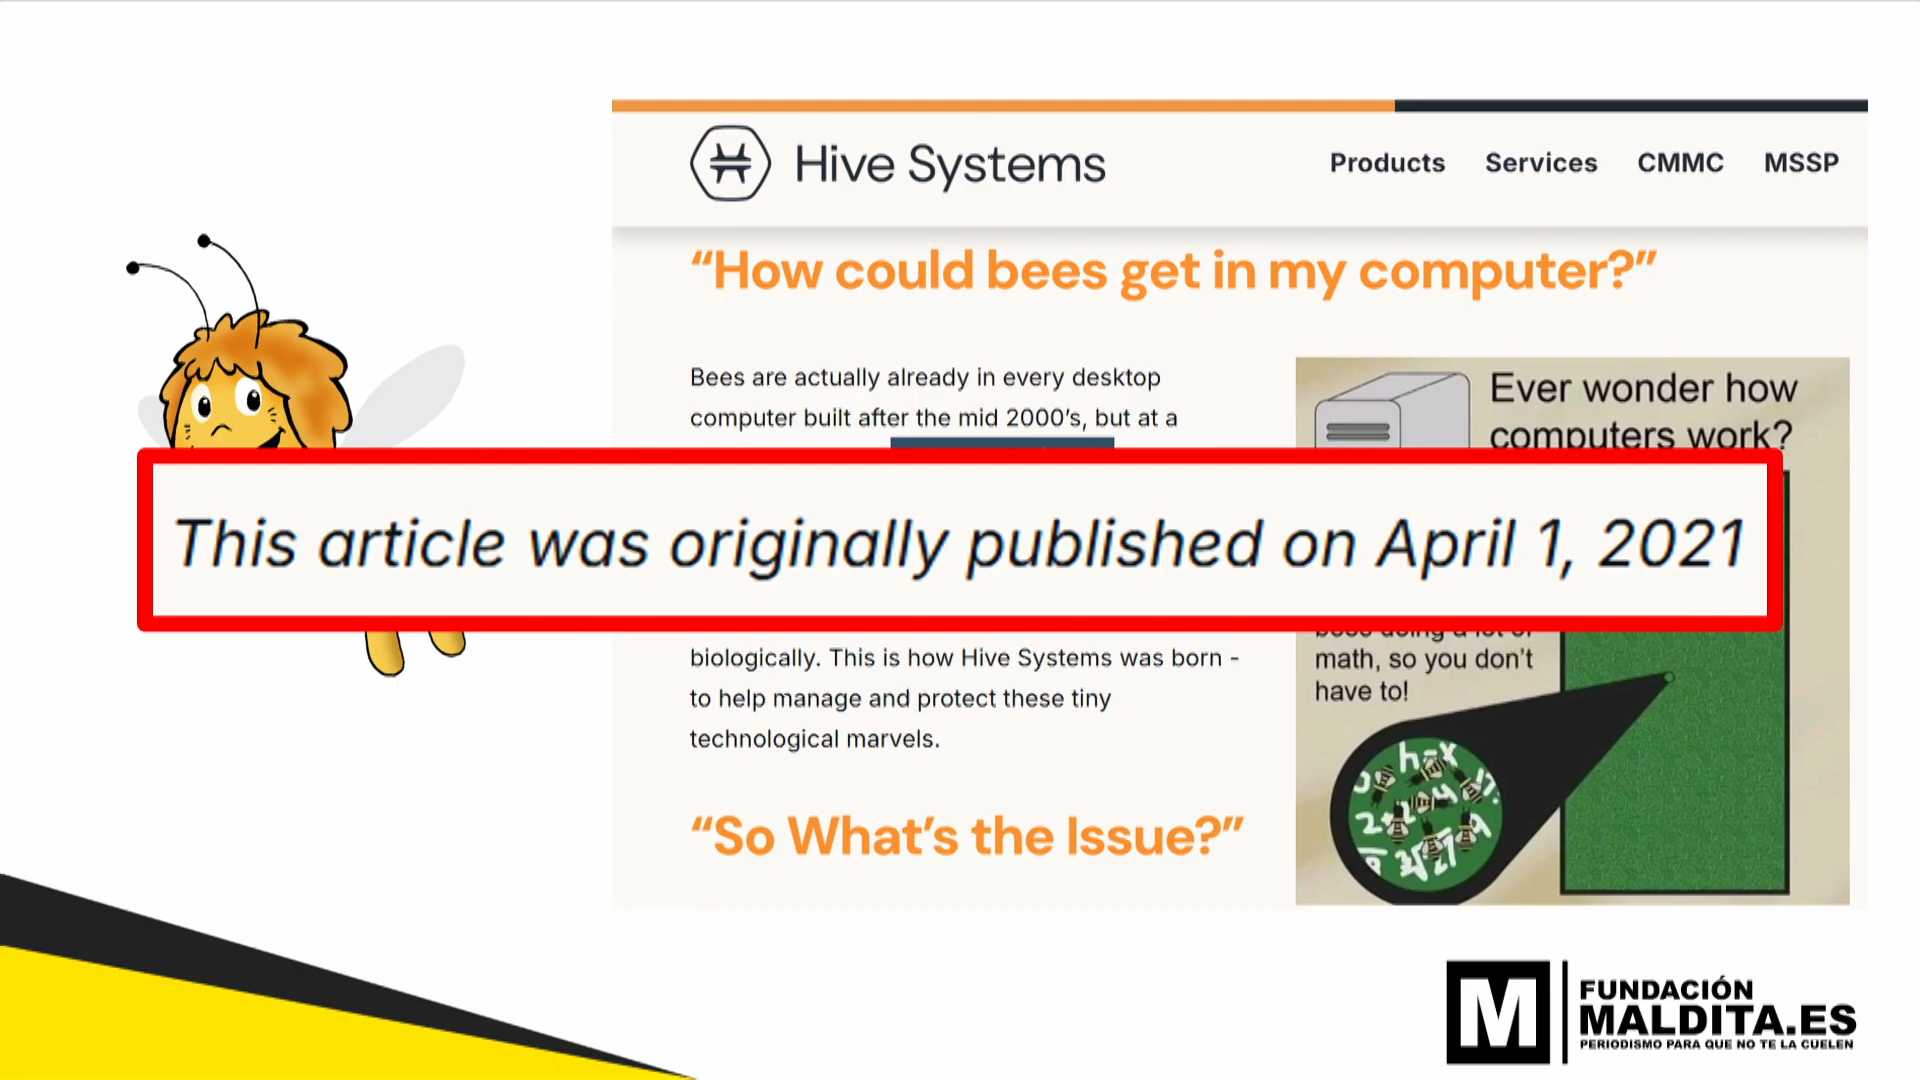 Hive Systems
Products Services CMMC MSSP
“How could bees get in my computer?”
Bees are actually already in every desktop
computer built after the mid 2000’s, but at a
Ever wonder how
computers work?
This article was originally published on April 1, 2021
bees doing a lot of
math, so you don’t
have to!
biologically. This is how Hive Systems was born -
to help manage and protect these tiny
technological marvels.
“So What’s the Issue?”
h=x
M
FUNDACIÓN
MALDITA.ES
PERIODISMO PARA QUE NO TE LA CUELEN